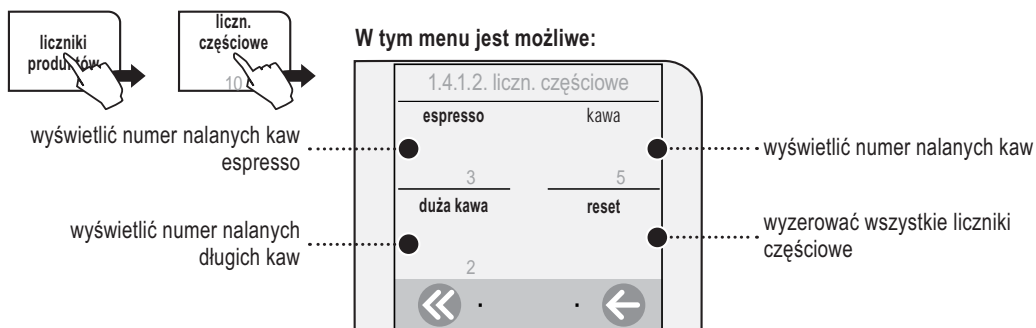 liczniki
produktów
liczn.
częściowe
10
W tym menu jest możliwe:
1.4.1.2. liczn. częściowe
espresso
kawa
wyświetlić numer nalanych kaw
espresso
wyświetlić numer nalanych kaw
3
5
duża kawa
reset
wyświetlić numer nalanych
długich kaw
wyzerować wszystkie liczniki
częściowe
2